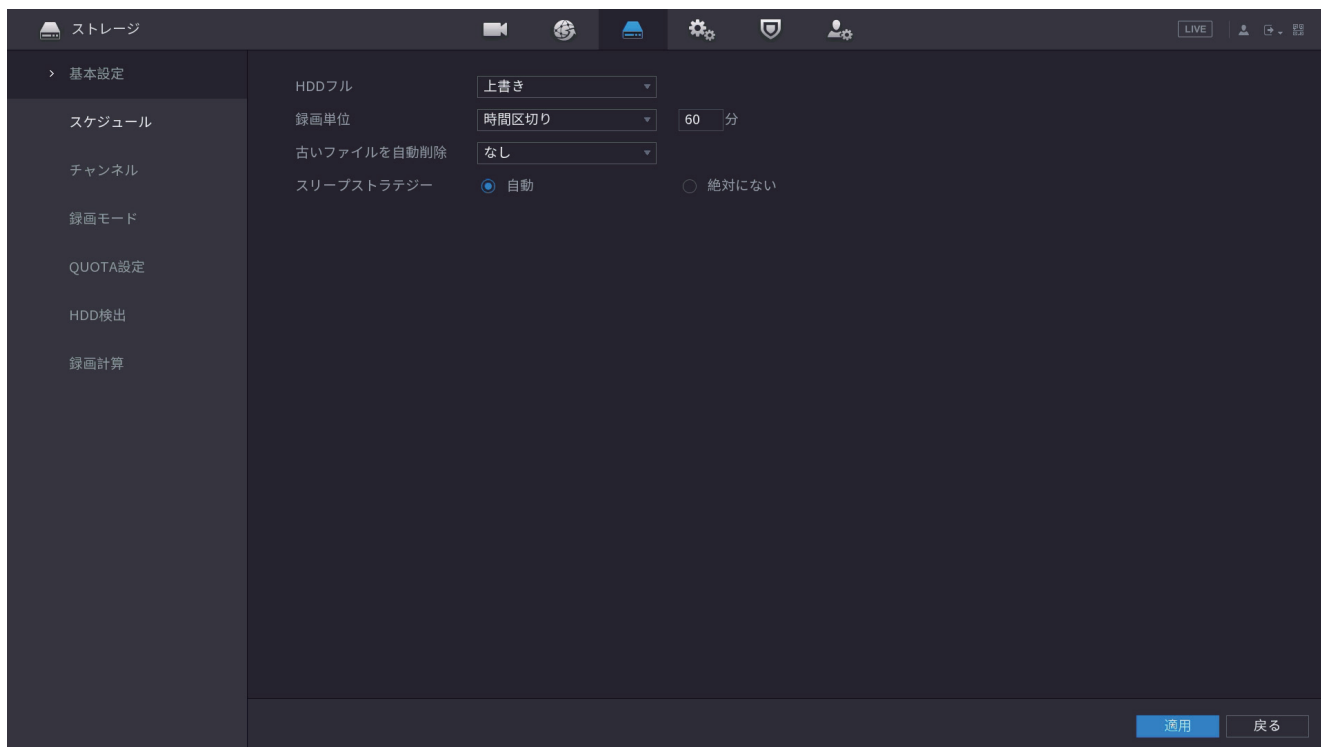 ストレージ
LIVE
基本設定
スケジュール
チャンネル
録画モード
QUOTA設定
HDD検出
録画計算
HDDフル 上書き
録画単位 時間区切り 60 分
古いファイルを自動削除 なし
スリープストラテジー 自動 絶対にない
適用 戻る